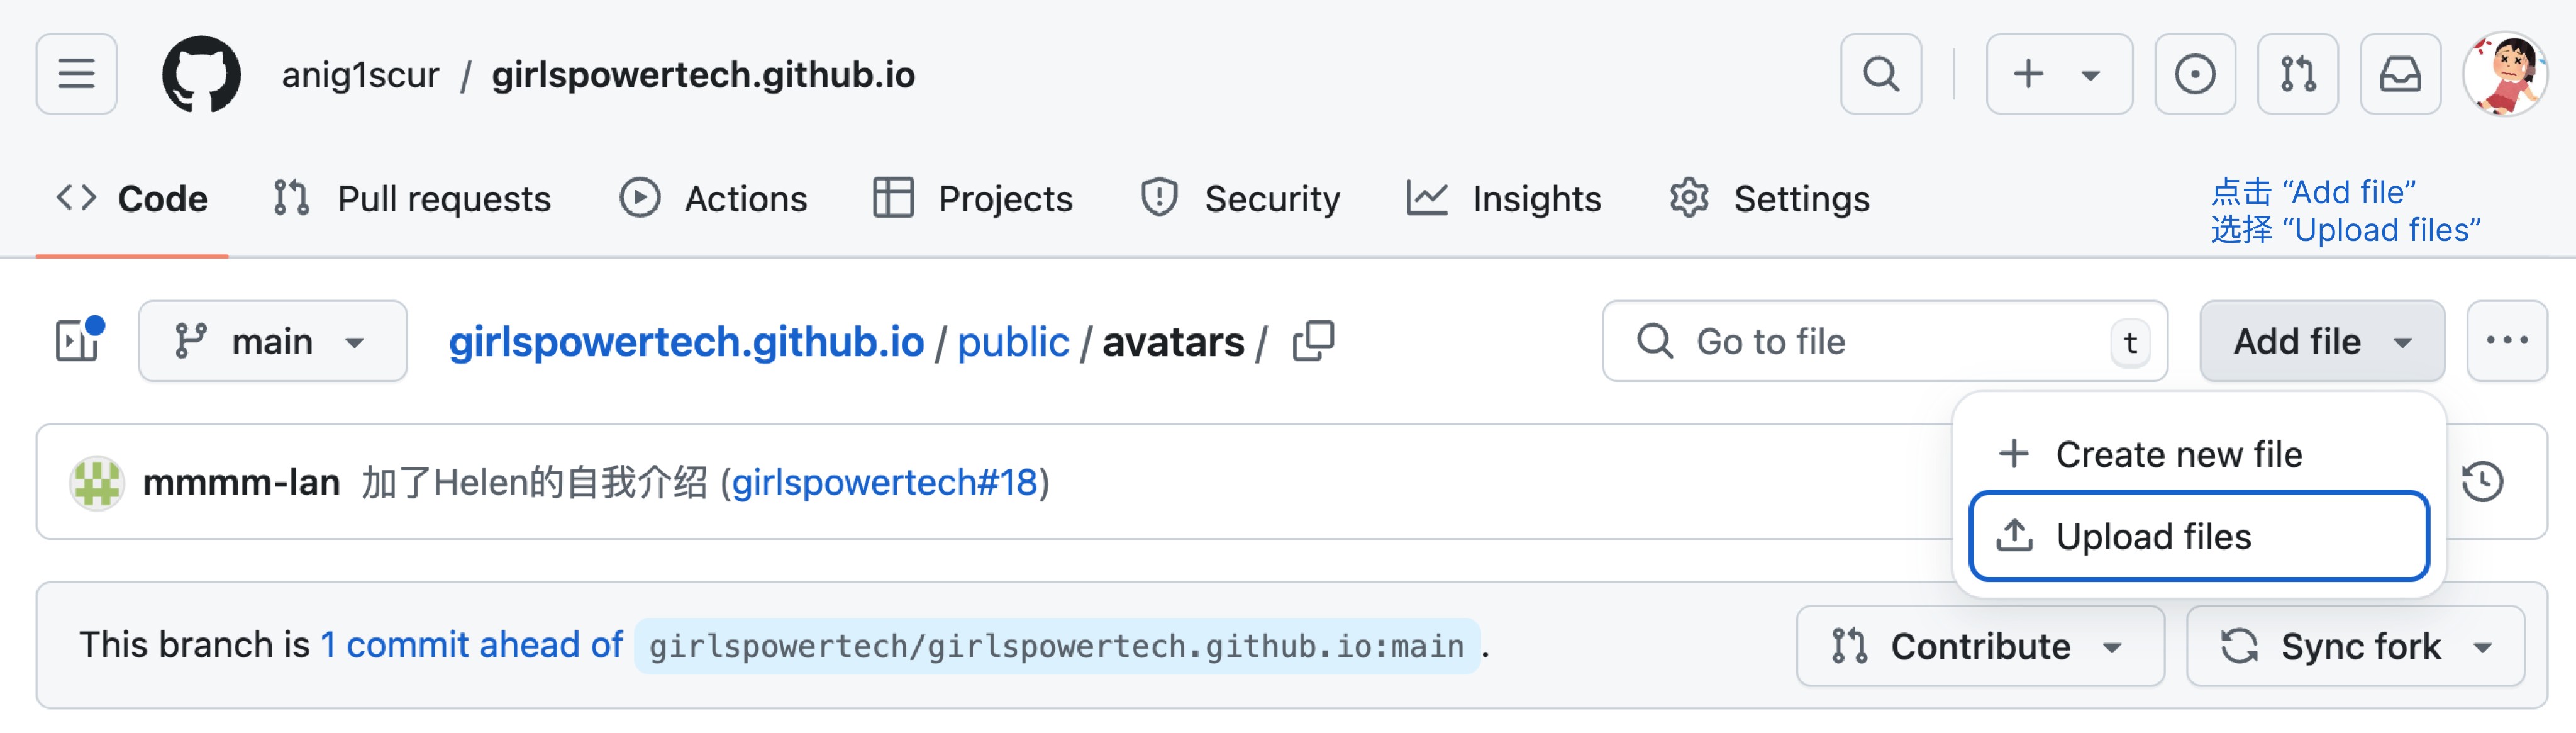 anig1scur / girlspowertech.github.io
Code Pull requests Actions Projects Security Insights Settings
点击 “Add file”
选择 “Upload files”
main girlspowertech.github.io / public / avatars / Go to file t Add file
Create new file
mmmm-lan 加了Helen的自我介绍 (girlspowertech#18)
Upload files
This branch is 1 commit ahead of girlspowertech/girlspowertech.github.io:main . Contribute Sync fork